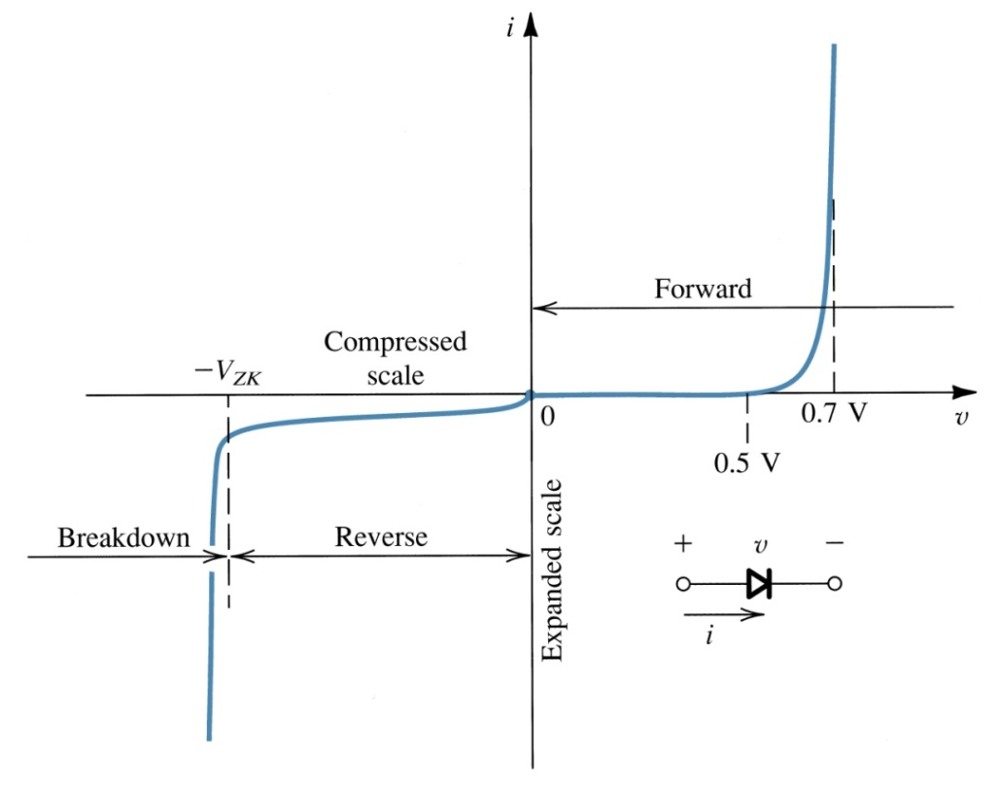 i
Forward
Compressed
scale
−V_ZK
0
0.7 V
v
0.5 V
Breakdown
Reverse
Expanded scale
+ v −
i